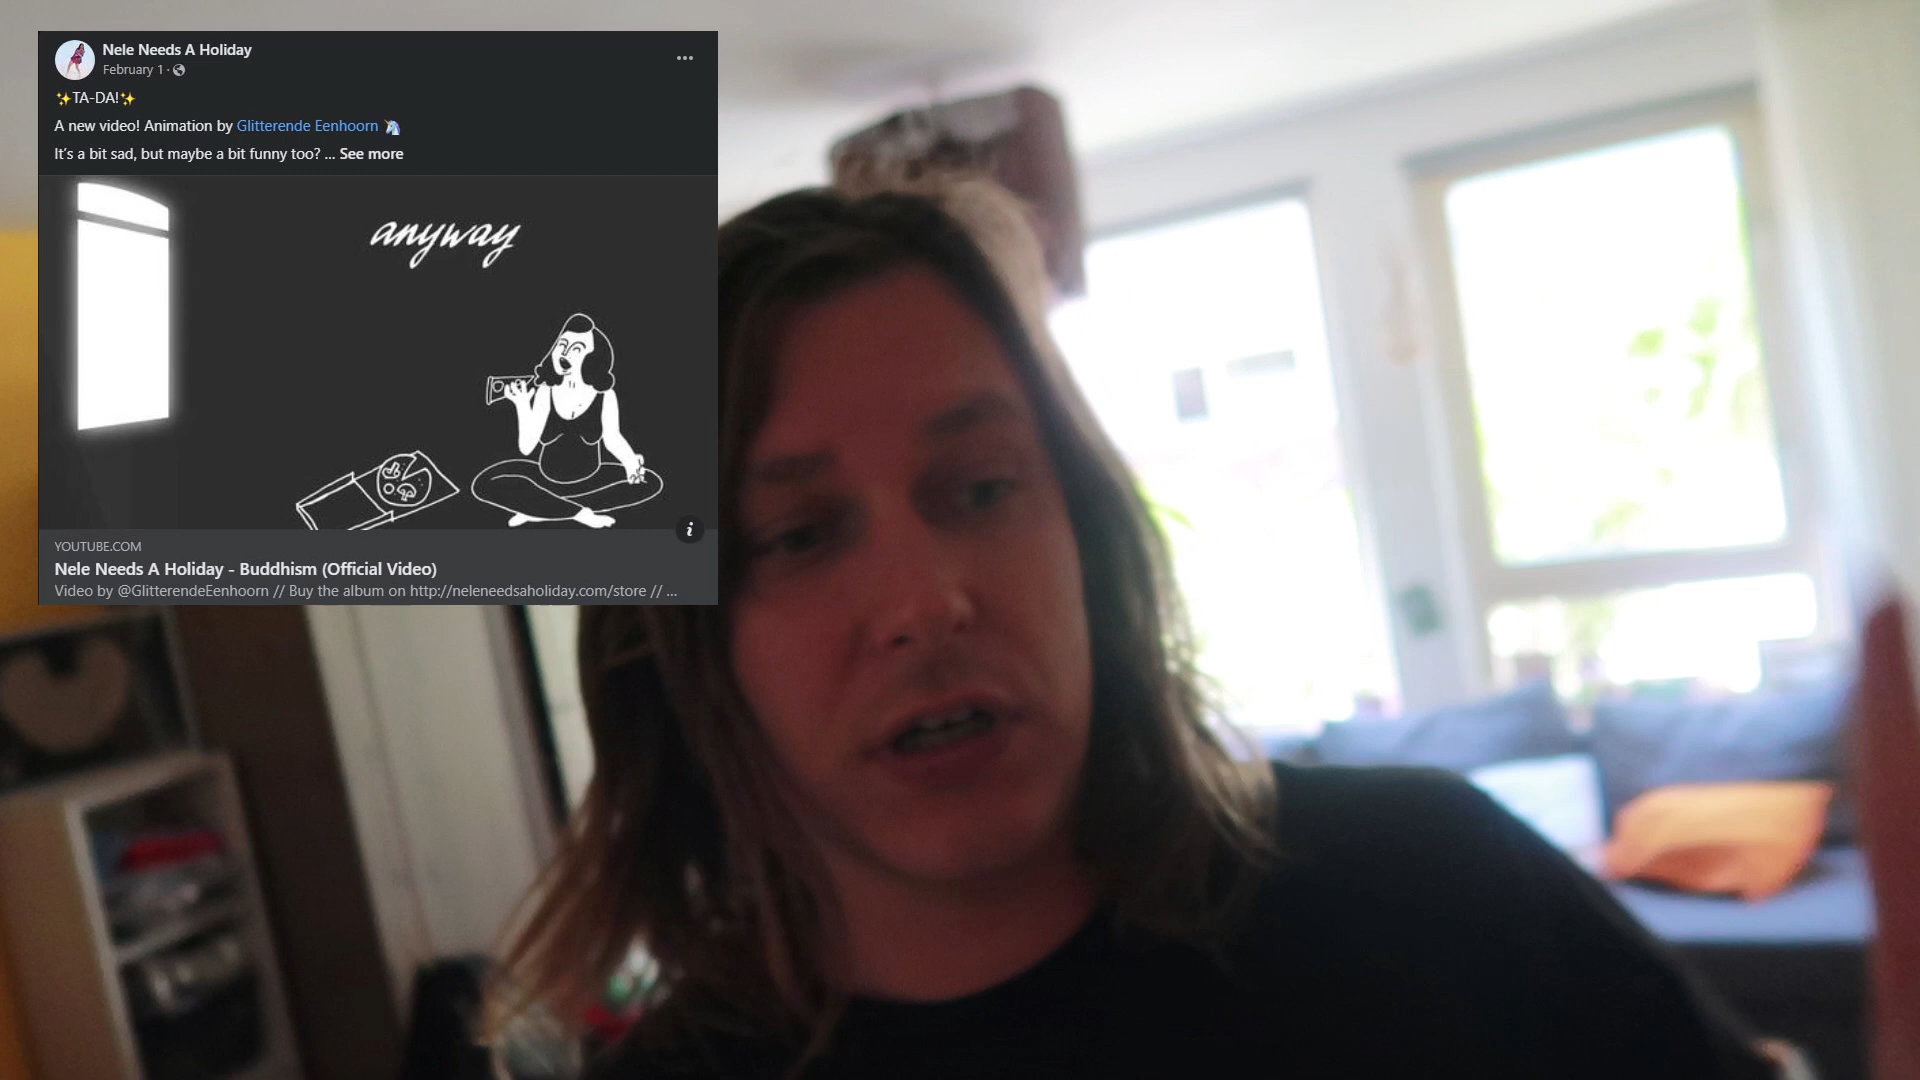 Nele Needs A Holiday
February 1 ·
✨TA-DA!✨
A new video! Animation by Glitterende Eenhoorn 🦄
It's a bit sad, but maybe a bit funny too? ... See more
anyway
i
YOUTUBE.COM
Nele Needs A Holiday - Buddhism (Official Video)
Video by @GlitterendeEenhoorn // Buy the album on http://neleneedsaholiday.com/store // ...